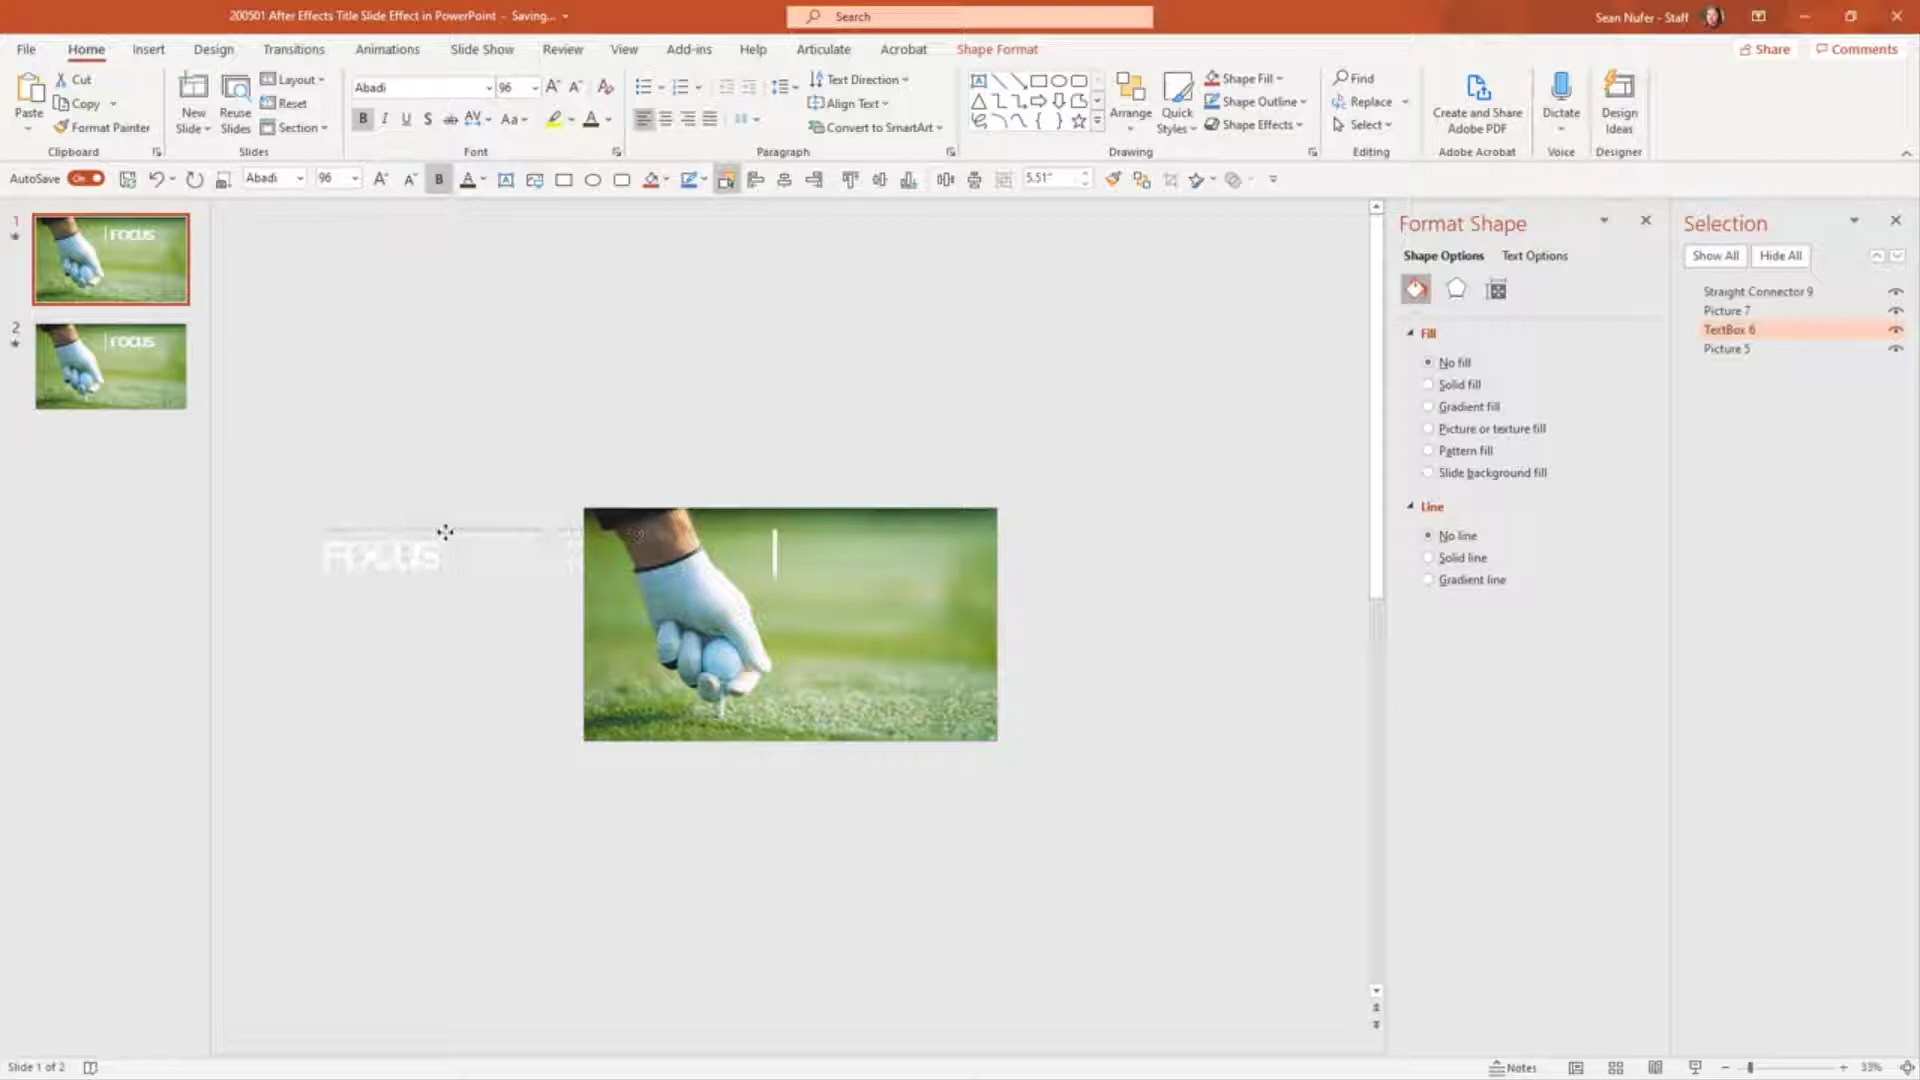 200501 After Effects Title Slide Effect in PowerPoint - Saving...
Search
Sean Nufer - Staff
File Home Insert Design Transitions Animations Slide Show Review View Add-ins Help Articulate Acrobat Shape Format
Share
Comments
Paste
Cut
Copy
Format Painter
Clipboard
New
Slide
Reuse
Slides
Layout
Reset
Section
Slides
Abadi
96
Font
Text Direction
Align Text
Convert to SmartArt
Paragraph
Arrange
Quick
Styles
Shape Fill
Shape Outline
Shape Effects
Drawing
Find
Replace
Select
Editing
Create and Share
Adobe PDF
Adobe Acrobat
Dictate
Voice
Design
Ideas
Designer
AutoSave On
Abadi
96
5.51"
1
FOCUS
2
FOCUS
FOCUS
Format Shape
Shape Options Text Options
Fill
No fill
Solid fill
Gradient fill
Picture or texture fill
Pattern fill
Slide background fill
Line
No line
Solid line
Gradient line
Selection
Show All Hide All
Straight Connector 9
Picture 7
TextBox 6
Picture 5
Slide 1 of 2
Notes
33%